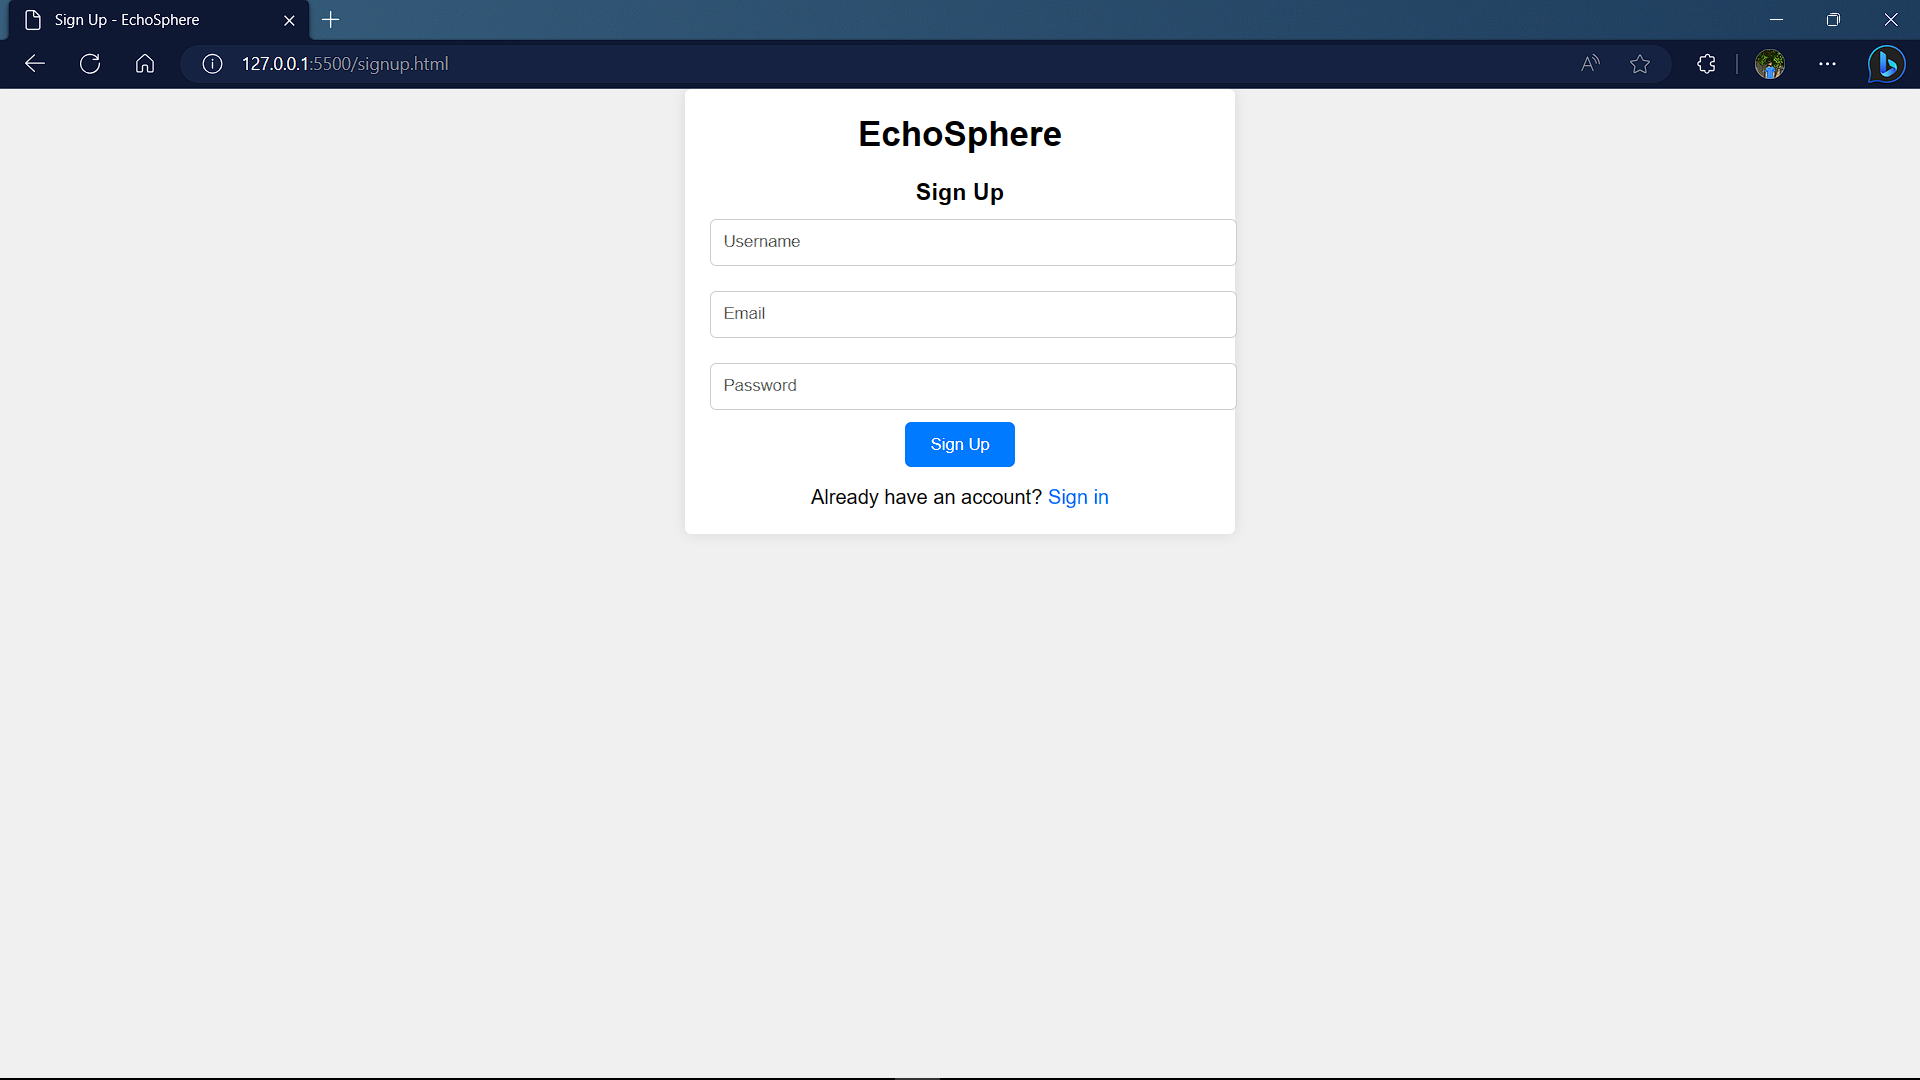 Sign Up - EchoSphere
127.0.0.1:5500/signup.html
EchoSphere
Sign Up
Username
Email
Password
Sign Up
Already have an account? Sign in